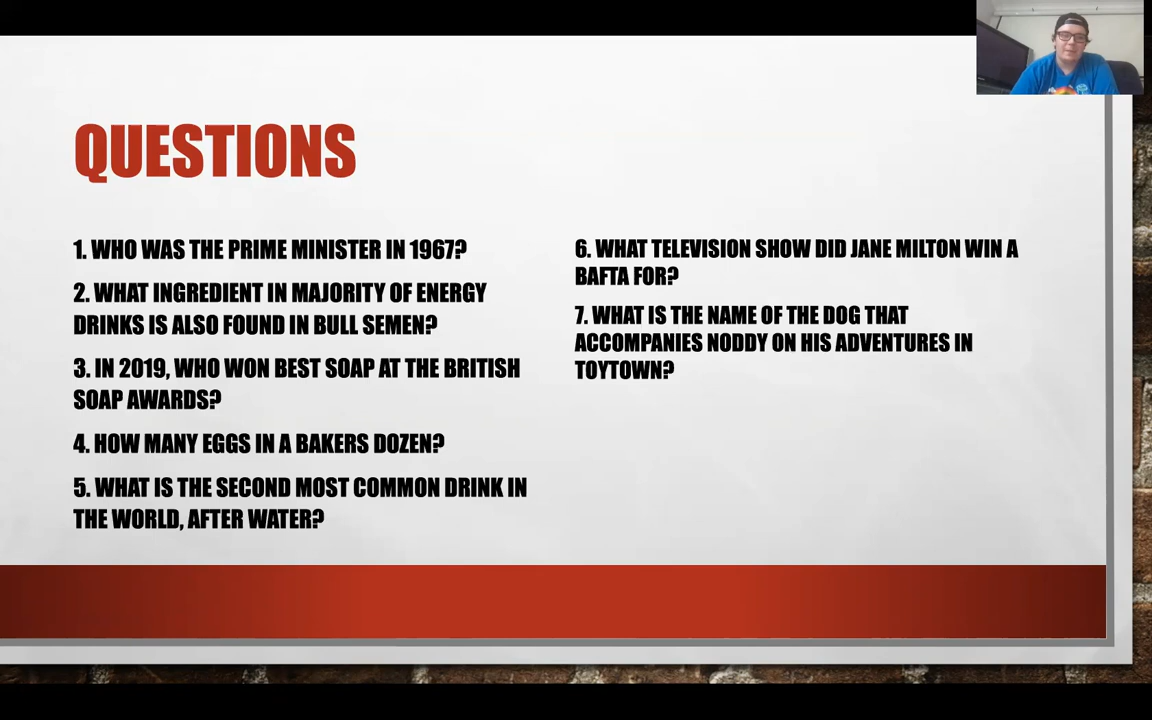 QUESTIONS
1. WHO WAS THE PRIME MINISTER IN 1967?
2. WHAT INGREDIENT IN MAJORITY OF ENERGY
DRINKS IS ALSO FOUND IN BULL SEMEN?
3. IN 2019, WHO WON BEST SOAP AT THE BRITISH
SOAP AWARDS?
4. HOW MANY EGGS IN A BAKERS DOZEN?
5. WHAT IS THE SECOND MOST COMMON DRINK IN
THE WORLD, AFTER WATER?
6. WHAT TELEVISION SHOW DID JANE MILTON WIN A
BAFTA FOR?
7. WHAT IS THE NAME OF THE DOG THAT
ACCOMPANIES NODDY ON HIS ADVENTURES IN
TOYTOWN?